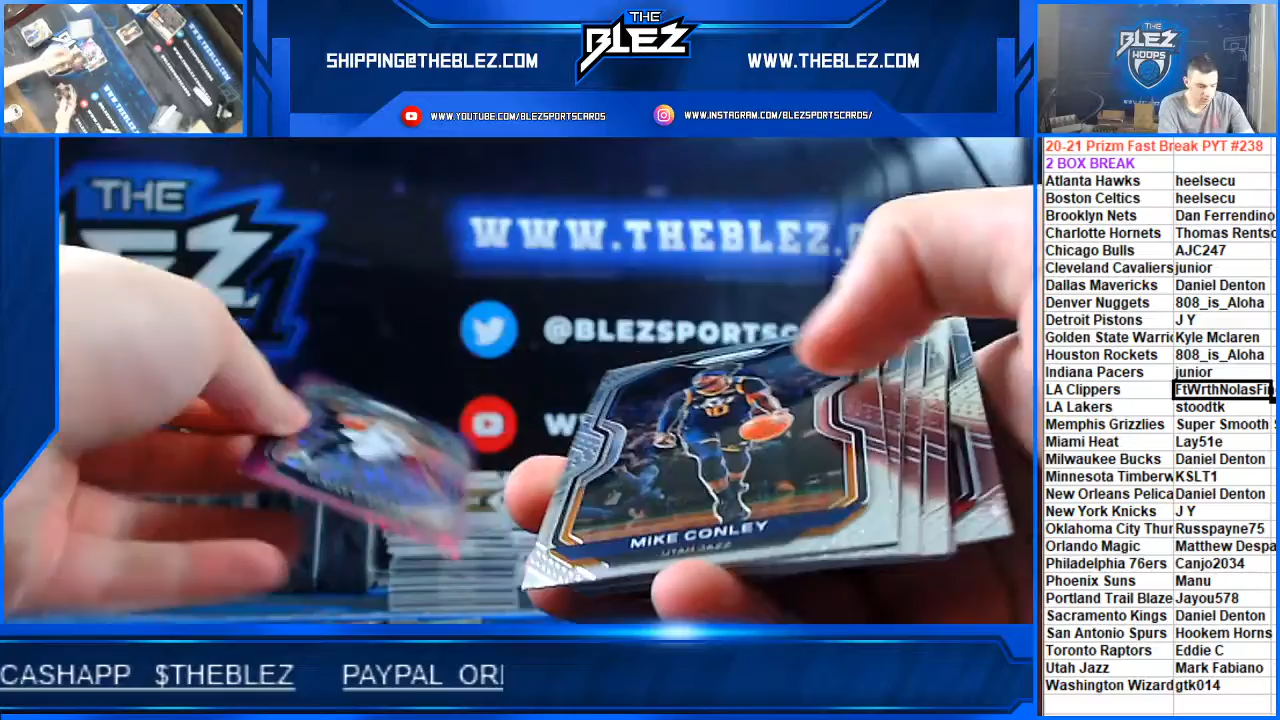 THE
BLEZ
SHIPPING@THEBLEZ.COM
WWW.THEBLEZ.COM
WWW.YOUTUBE.COM/BLEZSPORTSCARDS
WWW.INSTAGRAM.COM/BLEZSPORTSCARDS/
THE
BLEZ
HOOPS
THE
WWW.THEBLEZ.
@BLEZSPORTSC
MIKE CONLEY
UTAH JAZZ
20-21 Prizm Fast Break PYT #238
2 BOX BREAK
Atlanta Hawks heelsecu
Boston Celtics heelsecu
Brooklyn Nets Dan Ferrendino
Charlotte Hornets Thomas Rentsc
Chicago Bulls AJC247
Cleveland Cavaliers junior
Dallas Mavericks Daniel Denton
Denver Nuggets 808_is_Aloha
Detroit Pistons J Y
Golden State Warric Kyle Mclaren
Houston Rockets 808_is_Aloha
Indiana Pacers junior
LA Clippers FtWrthNolasFin
LA Lakers stoodtk
Memphis Grizzlies Super Smooth S
Miami Heat Lay51e
Milwaukee Bucks Daniel Denton
Minnesota Timberw KSLT1
New Orleans Pelica Daniel Denton
New York Knicks J Y
Oklahoma City Thun Russpayne75
Orlando Magic Matthew Despa
Philadelphia 76ers Canjo2034
Phoenix Suns Manu
Portland Trail Blaze Jayou578
Sacramento Kings Daniel Denton
San Antonio Spurs Hookem Horns
Toronto Raptors Eddie C
Utah Jazz Mark Fabiano
Washington Wizard gtk014
CASHAPP $THEBLEZ PAYPAL ORI